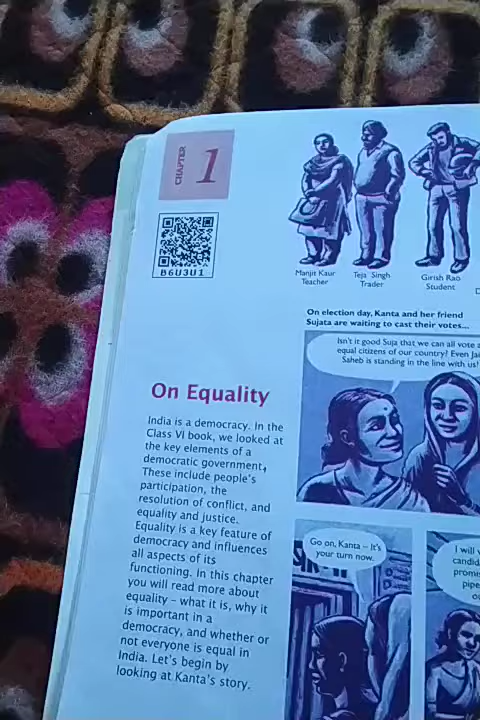 CHAPTER
1
B6U3U1
Manjit Kaur
Teacher
Teja Singh
Trader
Girish Rao
Student
On election day, Kanta and her friend
Sujata are waiting to cast their votes...
Isn't it good Suja that we can all vote
equal citizens of our country? Even
Saheb is standing in the line with us!
On Equality
India is a democracy. In the
Class VI book, we looked at
the key elements of a
democratic government,
These include people's
participation, the
resolution of conflict, and
equality and justice.
Equality is a key feature of
democracy and influences
all aspects of its
functioning. In this chapter
you will read more about
equality – what it is, why it
is important in a
democracy, and whether or
not everyone is equal in
India. Let's begin by
looking at Kanta's story.
Go on, Kanta – It's
your turn now.
I will